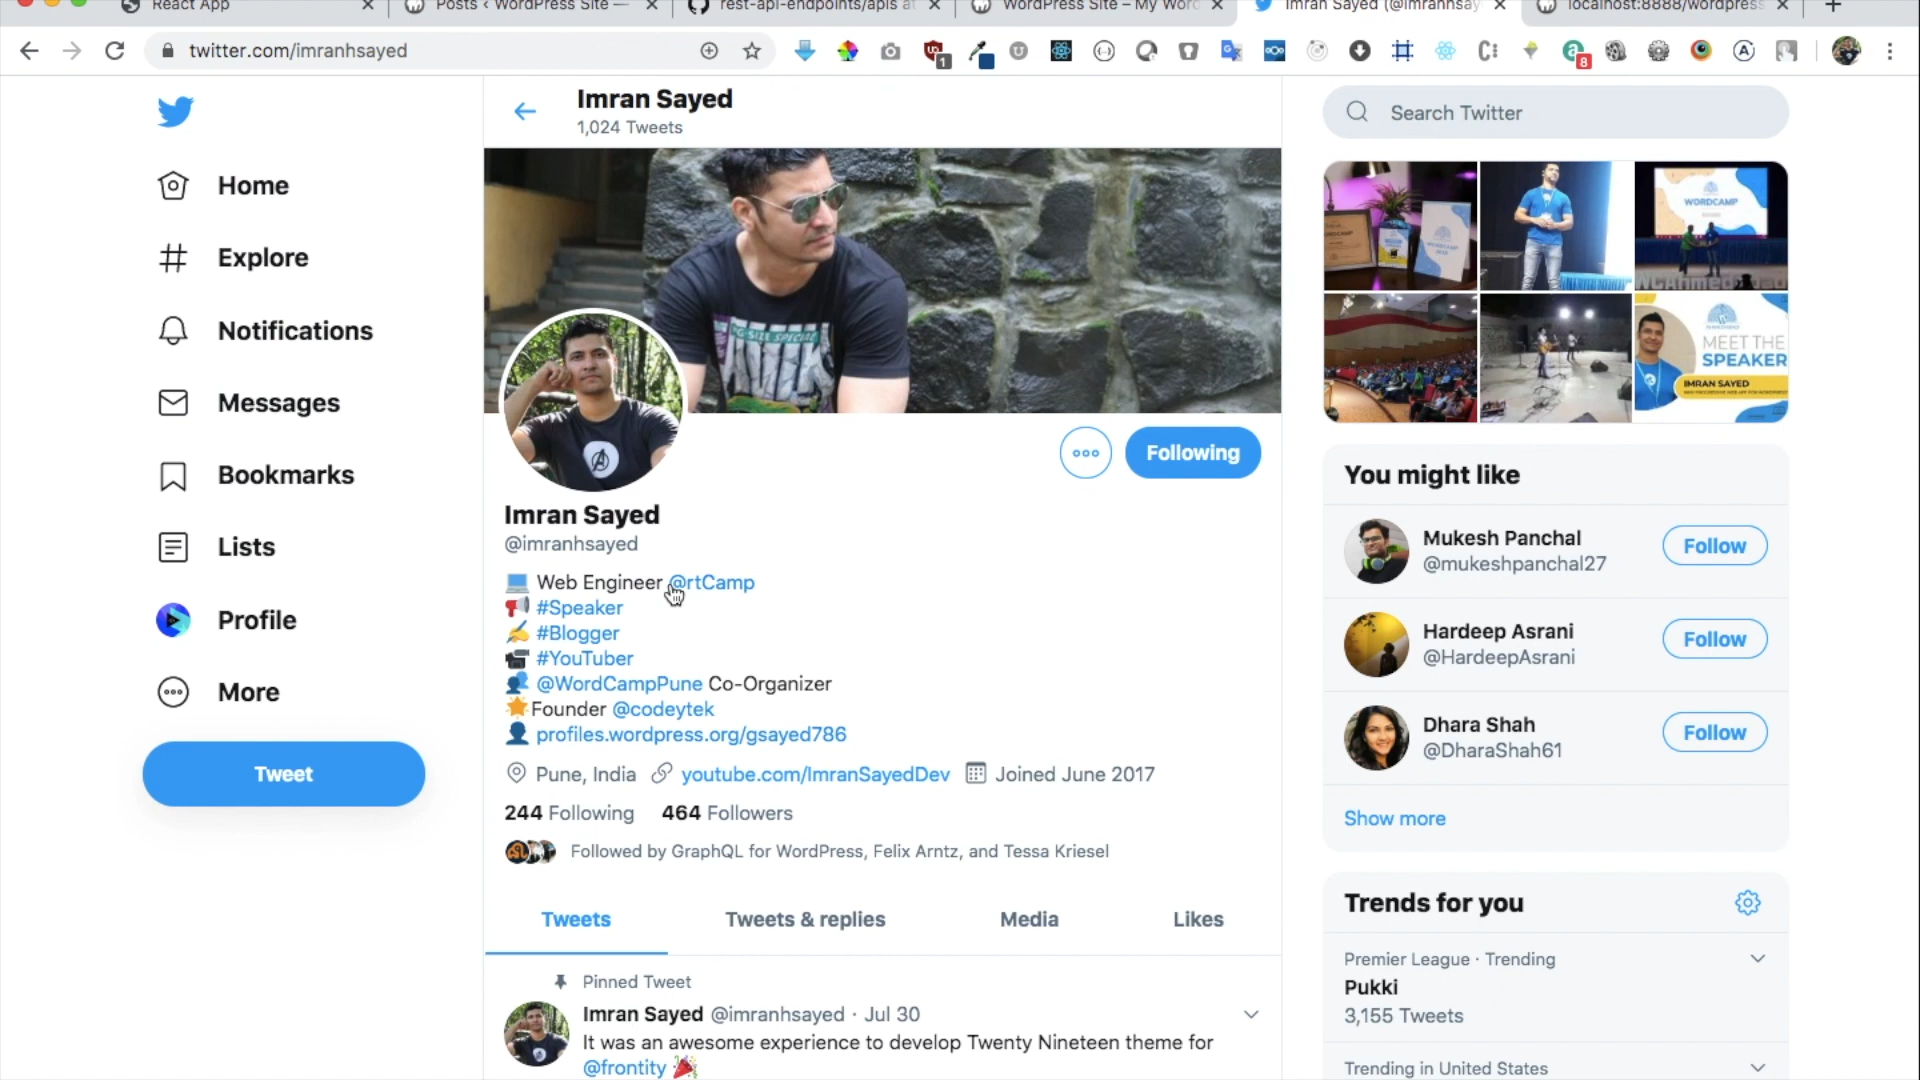 React App
Posts ‹ WordPress Site —
rest-api-endpoints/apis at
WordPress Site – My Word
Imran Sayed (@imranhsay
localhost:8888/wordpress
twitter.com/imranhsayed
1
8
Imran Sayed
1,024 Tweets
Search Twitter
Home
Explore
Notifications
Messages
Bookmarks
Lists
Profile
More
Tweet
Following
Imran Sayed
@imranhsayed
Web Engineer @rtCamp
#Speaker
#Blogger
#YouTuber
@WordCampPune Co-Organizer
Founder @codeytek
profiles.wordpress.org/gsayed786
Pune, India youtube.com/ImranSayedDev Joined June 2017
244 Following 464 Followers
Followed by GraphQL for WordPress, Felix Arntz, and Tessa Kriesel
Tweets Tweets & replies Media Likes
Pinned Tweet
Imran Sayed @imranhsayed · Jul 30
It was an awesome experience to develop Twenty Nineteen theme for
@frontity
WORDCAMP
MEET THE
SPEAKER
IMRAN SAYED
You might like
Mukesh Panchal
@mukeshpanchal27
Follow
Hardeep Asrani
@HardeepAsrani
Follow
Dhara Shah
@DharaShah61
Follow
Show more
Trends for you
Premier League · Trending
Pukki
3,155 Tweets
Trending in United States